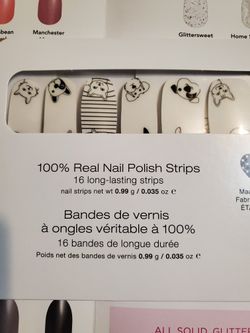 Manchester
Glittersweet
Home
100% Real Nail Polish Strips
16 long-lasting strips
nail strips net wt 0.99 g / 0.035 oz ℮
Bandes de vernis
à ongles véritable à 100%
16 bandes de longue durée
Poids net des bandes de vernis 0.99 g / 0.035 oz ℮
ALL SOLID GLITTE